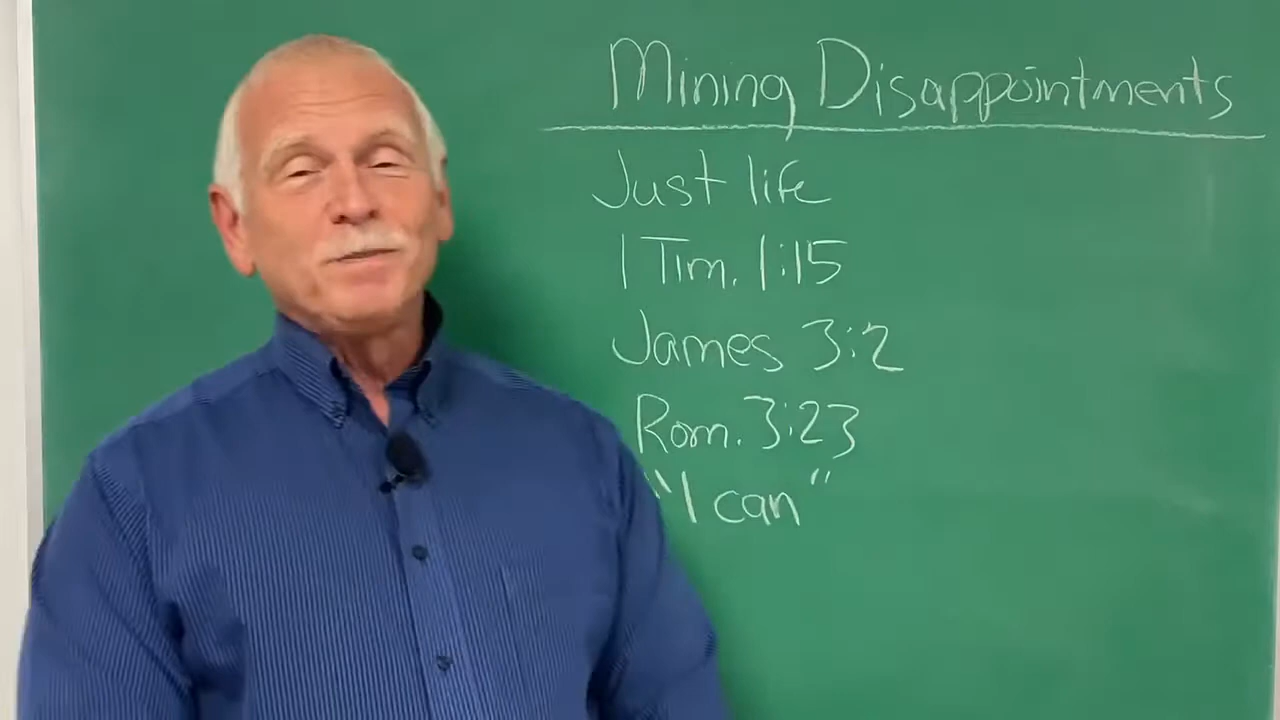 Mining Disappointments
Just life
1 Tim. 1:15
James 3:2
Rom. 3:23
"I can"